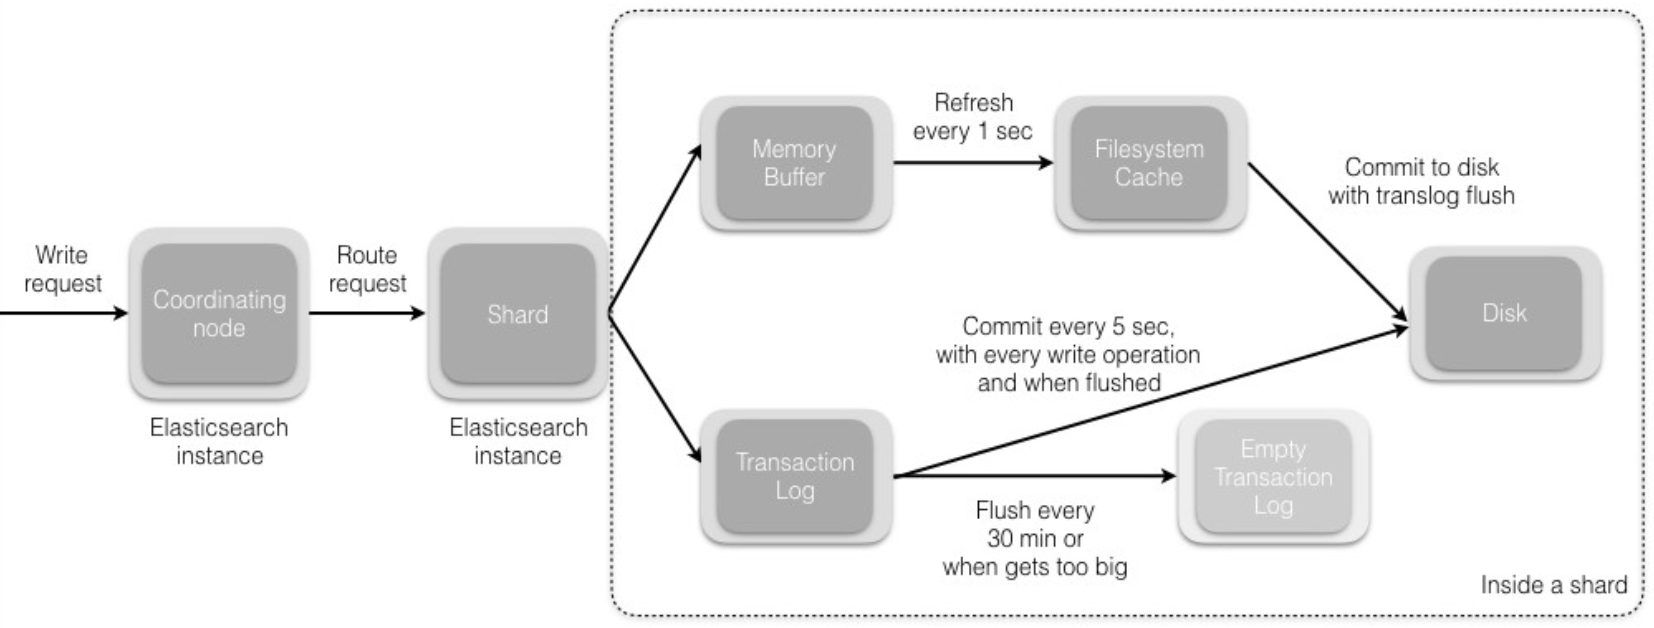 Write
request
Coordinating
node
Elasticsearch
instance
Route
request
Shard
Elasticsearch
instance
Memory
Buffer
Refresh
every 1 sec
Filesystem
Cache
Commit to disk
with translog flush
Disk
Commit every 5 sec,
with every write operation
and when flushed
Transaction
Log
Flush every
30 min or
when gets too big
Empty
Transaction
Log
Inside a shard